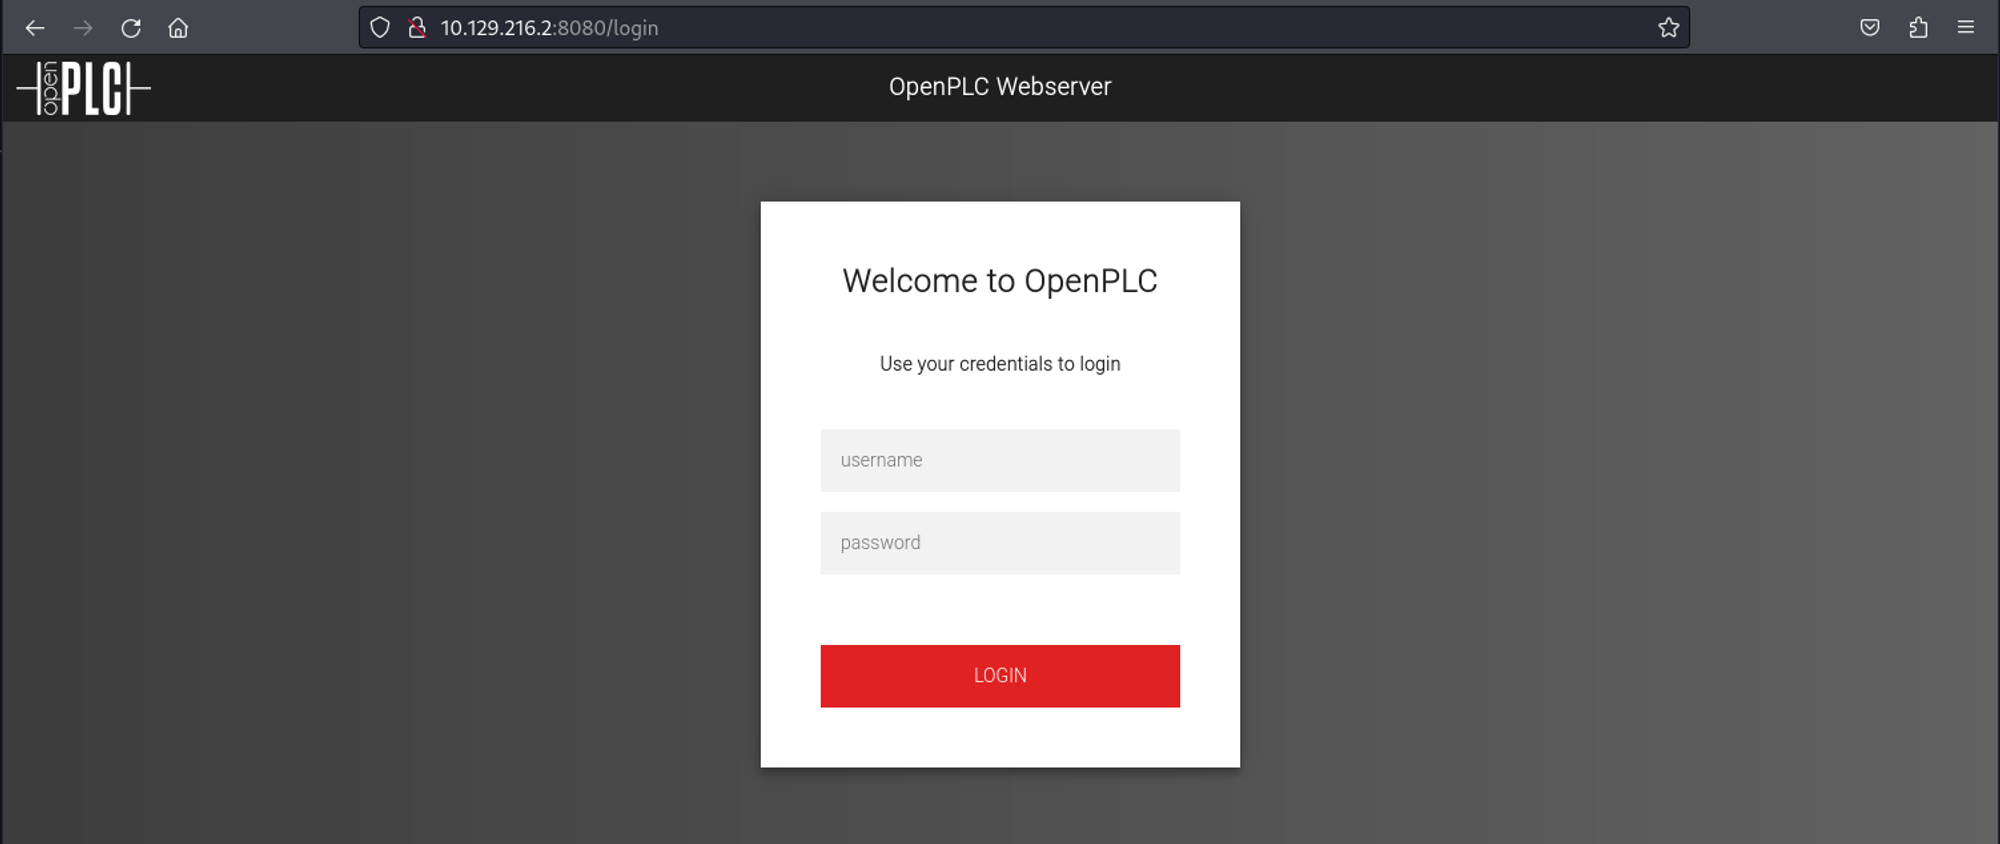 10.129.216.2:8080/login
open PLC
OpenPLC Webserver
Welcome to OpenPLC
Use your credentials to login
username
password
LOGIN